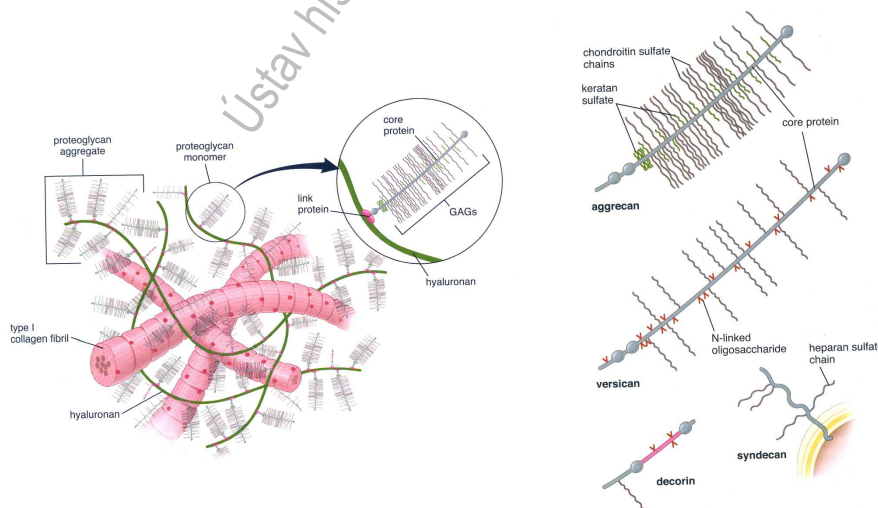 Ústav his
proteoglycan
aggregate
proteoglycan
monomer
core
protein
link
protein
GAGs
hyaluronan
type I
collagen fibril
hyaluronan
chondroitin sulfate
chains
keratan
sulfate
core protein
aggrecan
N-linked
oligosaccharide
versican
heparan sulfat
chain
syndecan
decorin